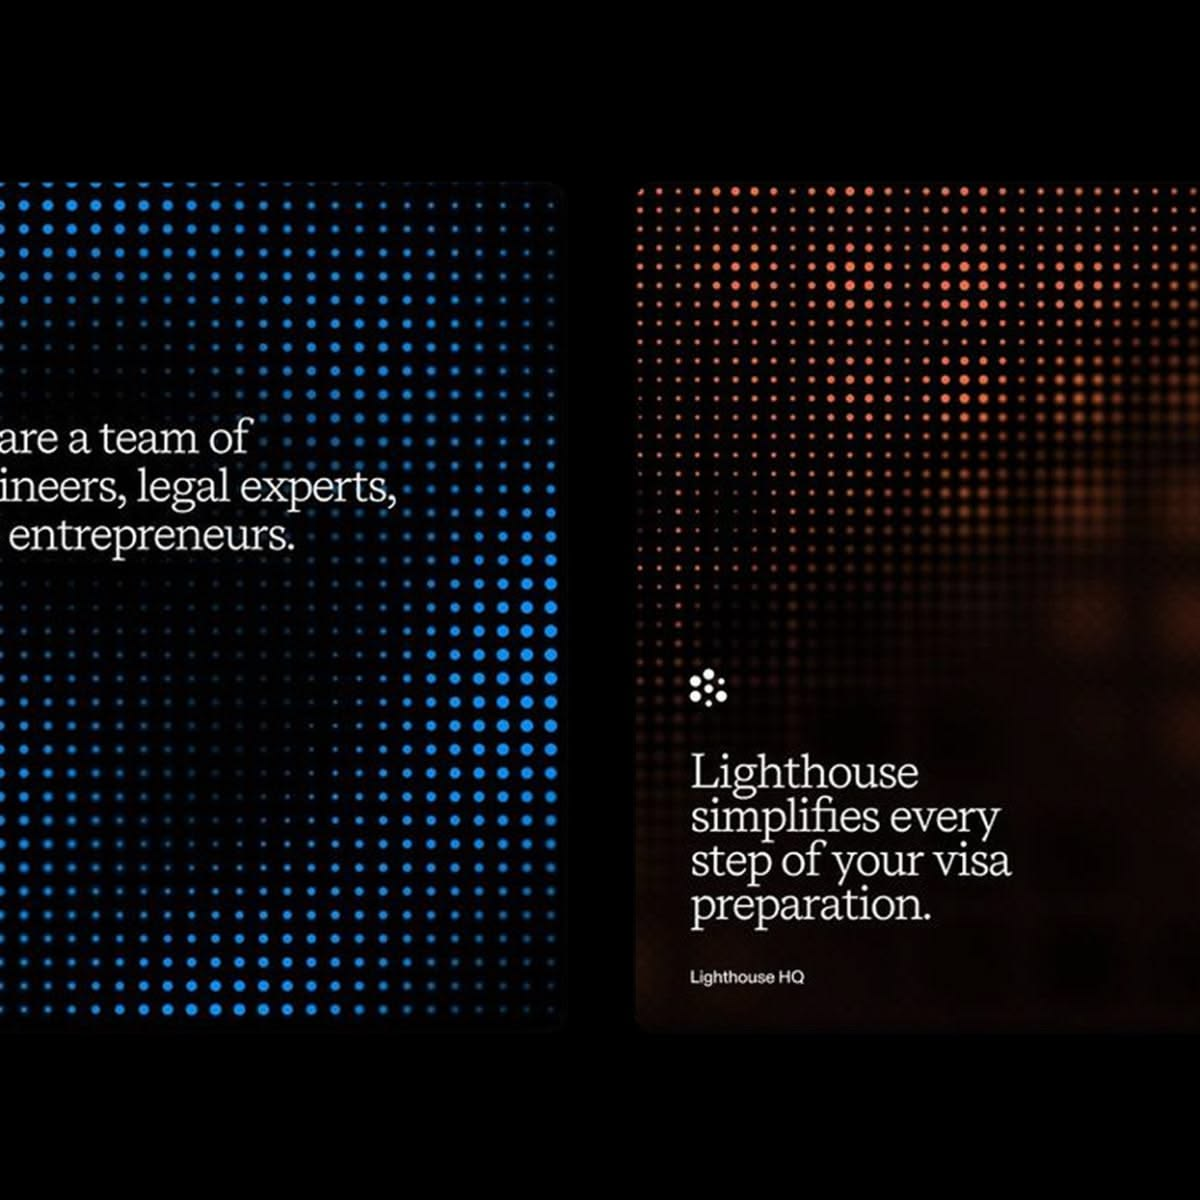 are a team of
ineers, legal experts,
entrepreneurs.
Lighthouse
simplifies every
step of your visa
preparation.
Lighthouse HQ